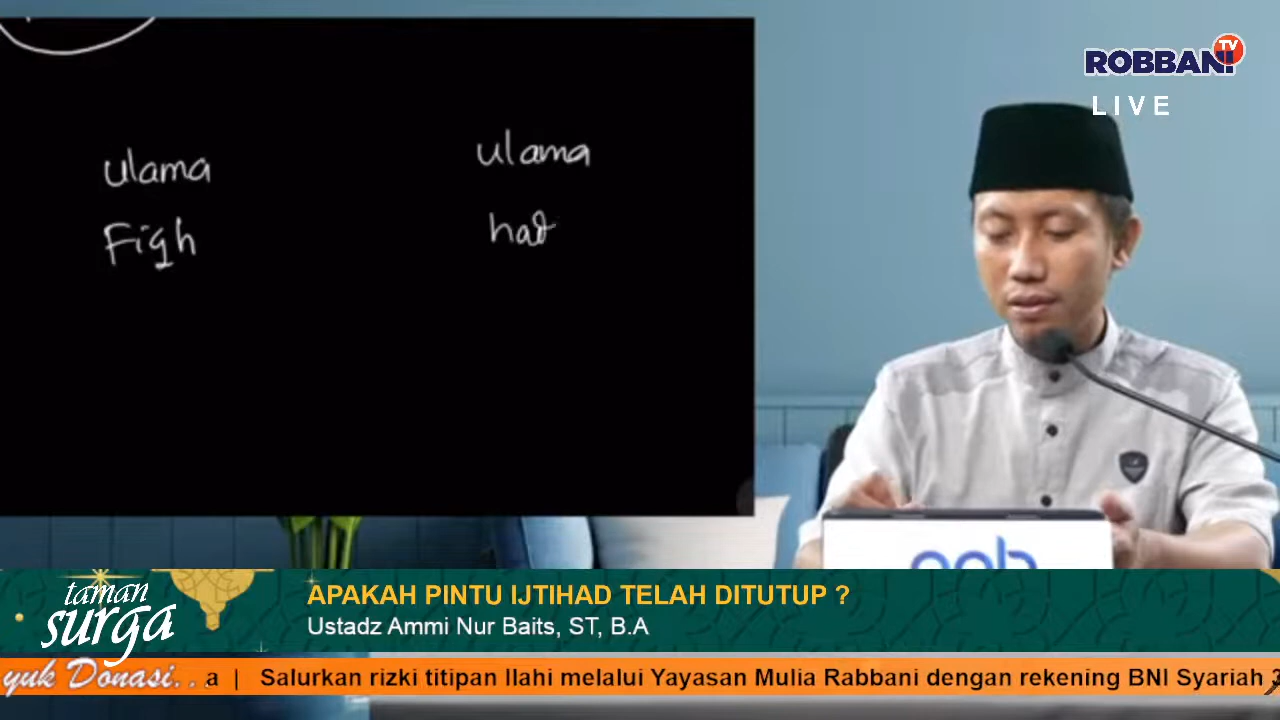 ROBBANI TV
LIVE
ulama
Fiqh
ulama
had
taman
surga
APAKAH PINTU IJTIHAD TELAH DITUTUP ?
Ustadz Ammi Nur Baits, ST, B.A
yuk Donasi. . . a | Salurkan rizki titipan Ilahi melalui Yayasan Mulia Rabbani dengan rekening BNI Syariah